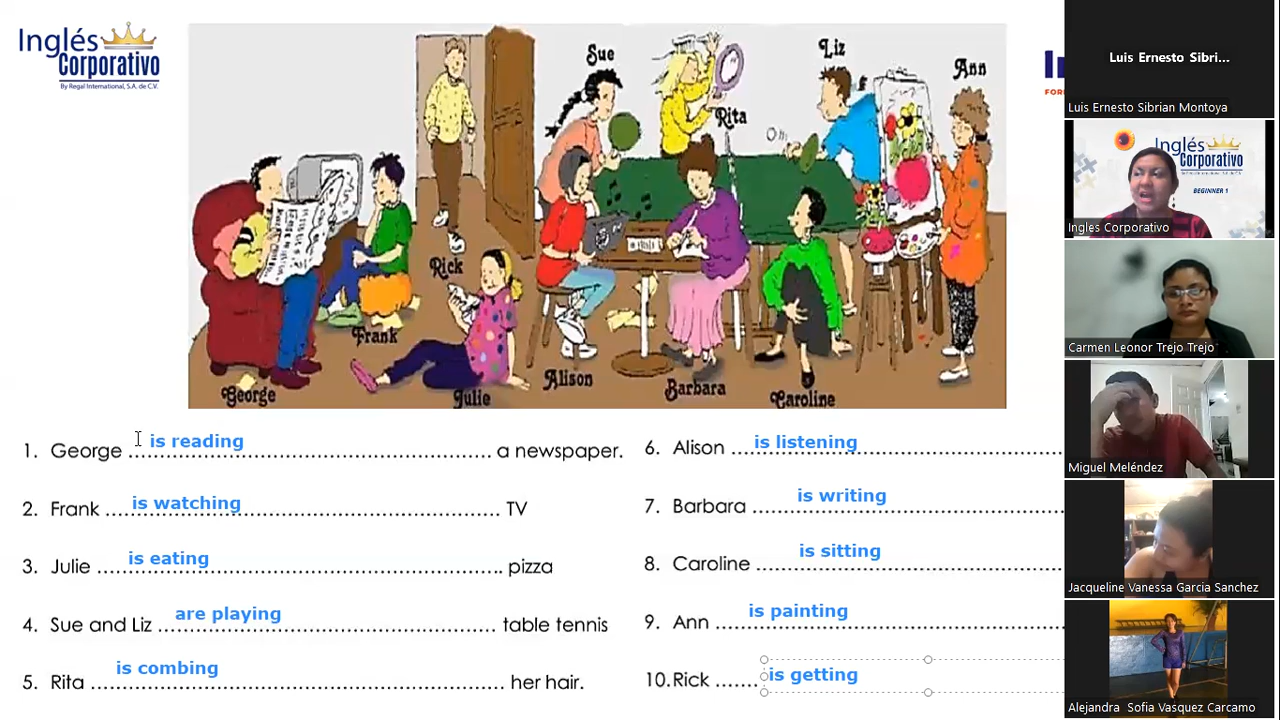 Inglés
Corporativo
By Regal International, S.A. de C.V.
Sue
Liz
Ann
Rita
Rick
Frank
George
Julie
Alison
Barbara
Caroline
1. George is reading a newspaper.
2. Frank is watching TV
3. Julie is eating pizza
4. Sue and Liz are playing table tennis
5. Rita is combing her hair.
6. Alison is listening
7. Barbara is writing
8. Caroline is sitting
9. Ann is painting
10. Rick is getting
Luis Ernesto Sibri...
Luis Ernesto Sibrian Montoya
Inglés
Corporativo
BEGINNER 1
Ingles Corporativo
Carmen Leonor Trejo Trejo
Miguel Meléndez
Jacqueline Vanessa Garcia Sanchez
Alejandra Sofia Vasquez Carcamo